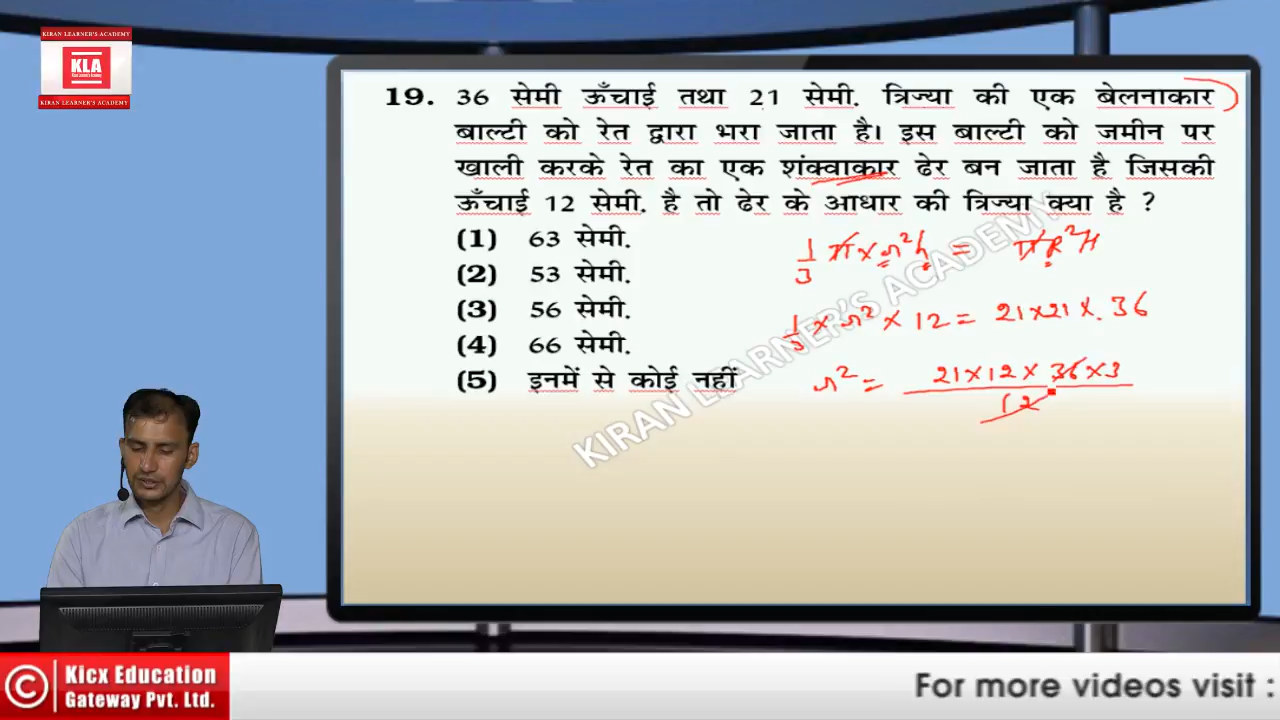 KIRAN LEARNER'S ACADEMY
KLA
Kiran Learner's Academy
KIRAN LEARNER'S ACADEMY
19. 36 सेमी ऊँचाई तथा 21 सेमी. त्रिज्या की एक बेलनाकार
बाल्टी को रेत द्वारा भरा जाता है। इस बाल्टी को जमीन पर
खाली करके रेत का एक शंक्वाकार ढेर बन जाता है जिसकी
ऊँचाई 12 सेमी. है तो ढेर के आधार की त्रिज्या क्या है ?
(1) 63 सेमी.
(2) 53 सेमी.
(3) 56 सेमी.
(4) 66 सेमी.
(5) इनमें से कोई नहीं
1/3 π × r²h = πR²H
1/3 × r² × 12 = 21×21×.36
r² = 21×12×36×3
12
KIRAN LEARNER'S ACADEMY
© Kicx Education
Gateway Pvt. Ltd.
For more videos visit :